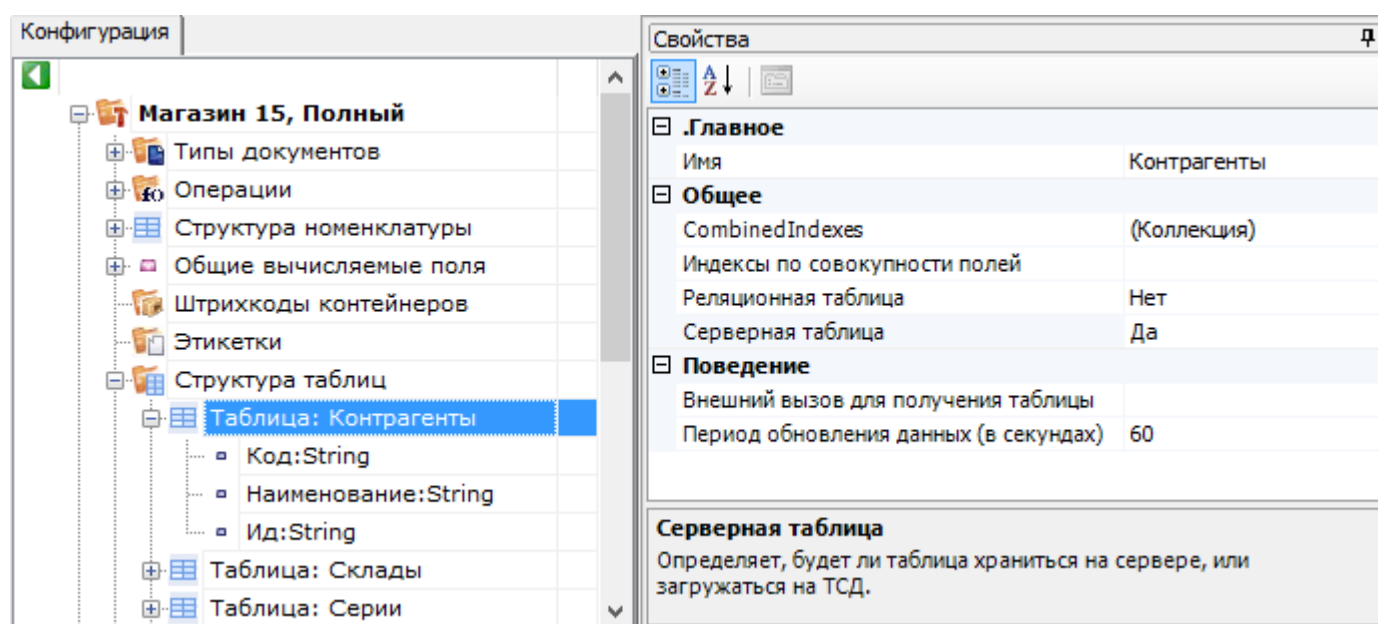 Конфигурация
Магазин 15, Полный
Типы документов
Операции
Структура номенклатуры
Общие вычисляемые поля
Штрихкоды контейнеров
Этикетки
Структура таблиц
Таблица: Контрагенты
Код:String
Наименование:String
Ид:String
Таблица: Склады
Таблица: Серии
Свойства
.Главное
Имя Контрагенты
Общее
CombinedIndexes (Коллекция)
Индексы по совокупности полей
Реляционная таблица Нет
Серверная таблица Да
Поведение
Внешний вызов для получения таблицы
Период обновления данных (в секундах) 60
Серверная таблица
Определяет, будет ли таблица храниться на сервере, или
загружаться на ТСД.